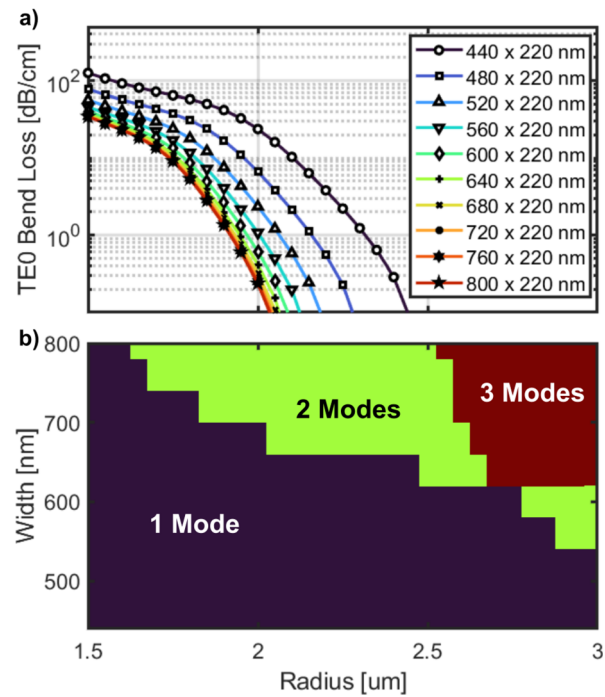 a)
TE0 Bend Loss [dB/cm]
10²
10⁰
440 x 220 nm
480 x 220 nm
520 x 220 nm
560 x 220 nm
600 x 220 nm
640 x 220 nm
680 x 220 nm
720 x 220 nm
760 x 220 nm
800 x 220 nm
2
3
b)
Width [nm]
800
700
600
500
1 Mode
2 Modes
3 Modes
1.5
2
2.5
3
Radius [um]